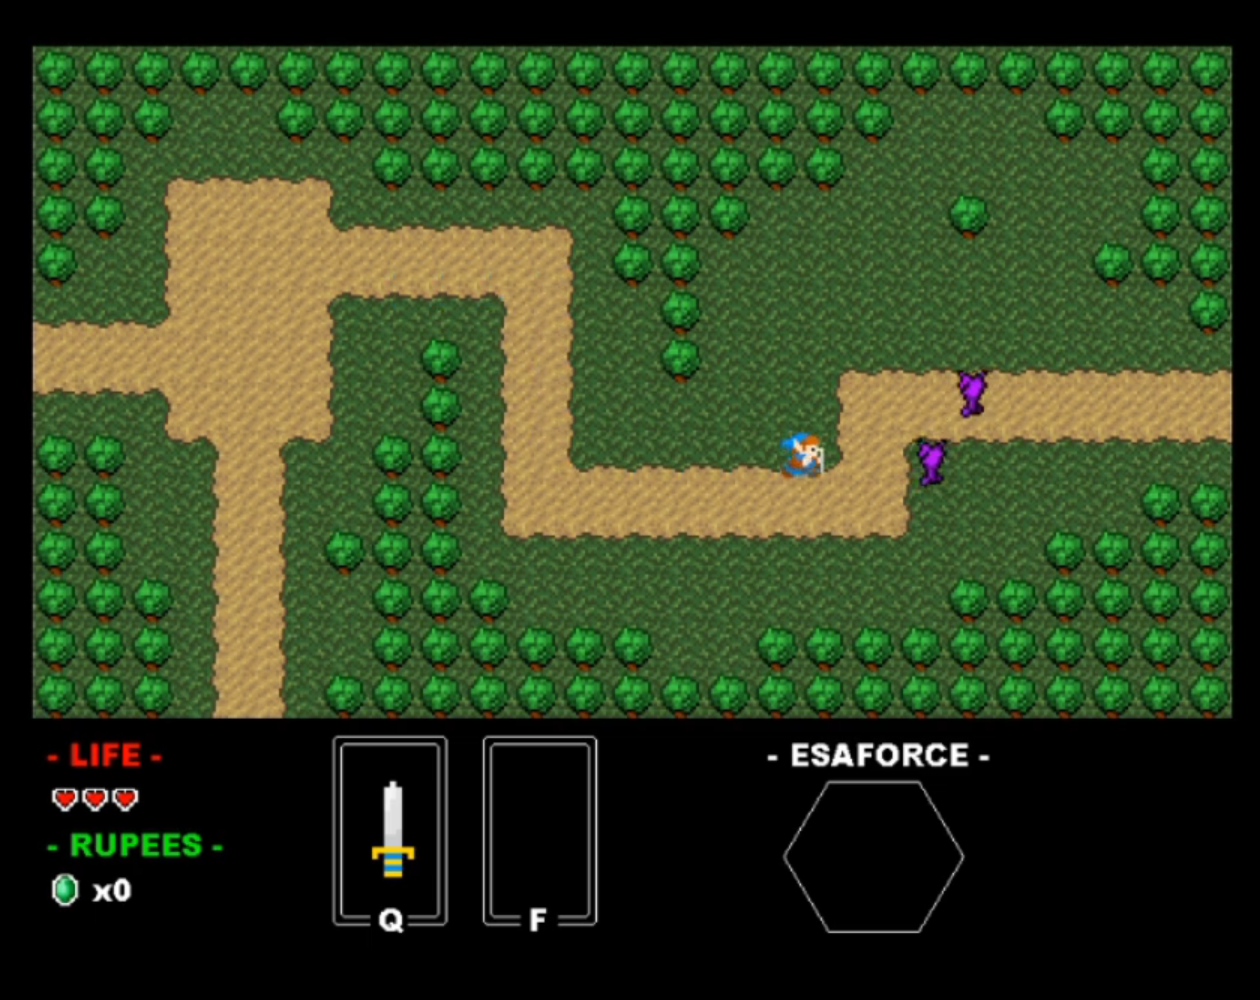 - LIFE -
- RUPEES -
x0
Q
F
- ESAFORCE -